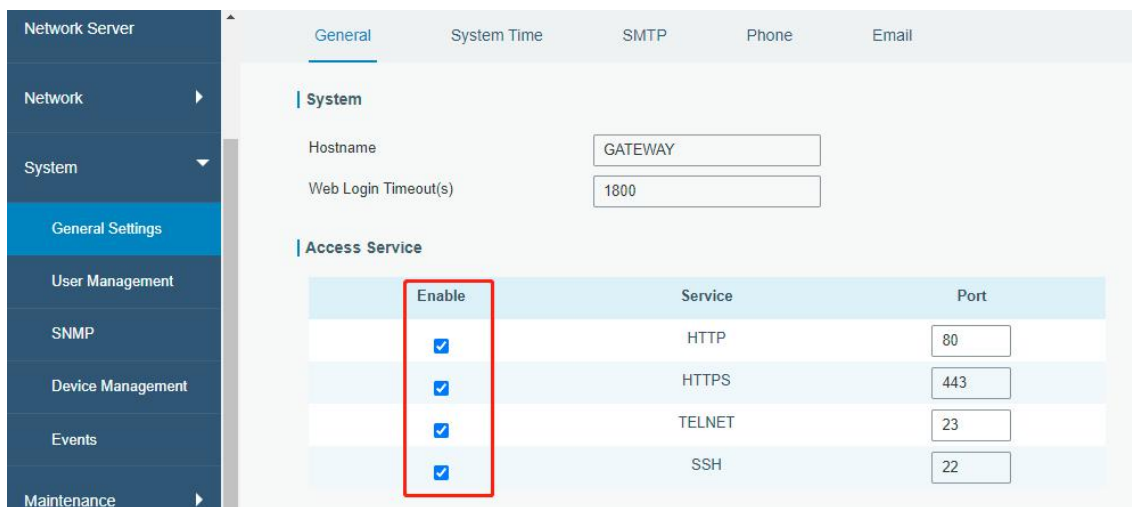 Network Server
Network
System
General Settings
User Management
SNMP
Device Management
Events
Maintenance
General System Time SMTP Phone Email
System
Hostname GATEWAY
Web Login Timeout(s) 1800
Access Service
Enable Service Port
HTTP 80
HTTPS 443
TELNET 23
SSH 22